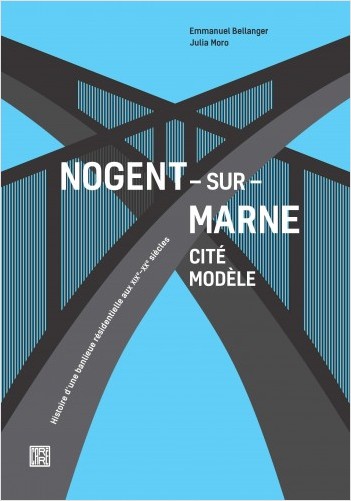 Emmanuel Bellanger
Julia Moro
NOGENT – SUR –
MARNE
CITÉ
MODÈLE
Histoire d'une banlieue résidentielle aux XIXᵉ-XXᵉ siècles